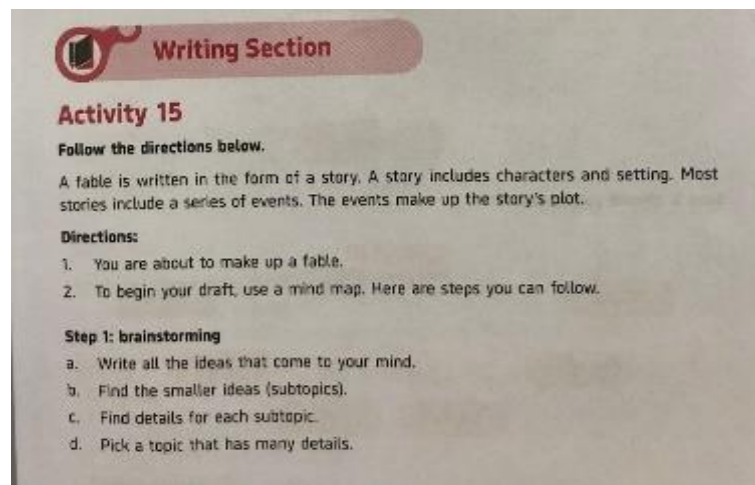 Writing Section
Activity 15
Follow the directions below.
A fable is written in the form of a story. A story includes characters and setting. Most
stories include a series of events. The events make up the story's plot.
Directions:
1. You are about to make up a fable.
2. To begin your draft, use a mind map. Here are steps you can follow.
Step 1: brainstorming
a. Write all the ideas that come to your mind.
b. Find the smaller ideas (subtopics).
c. Find details for each subtopic.
d. Pick a topic that has many details.